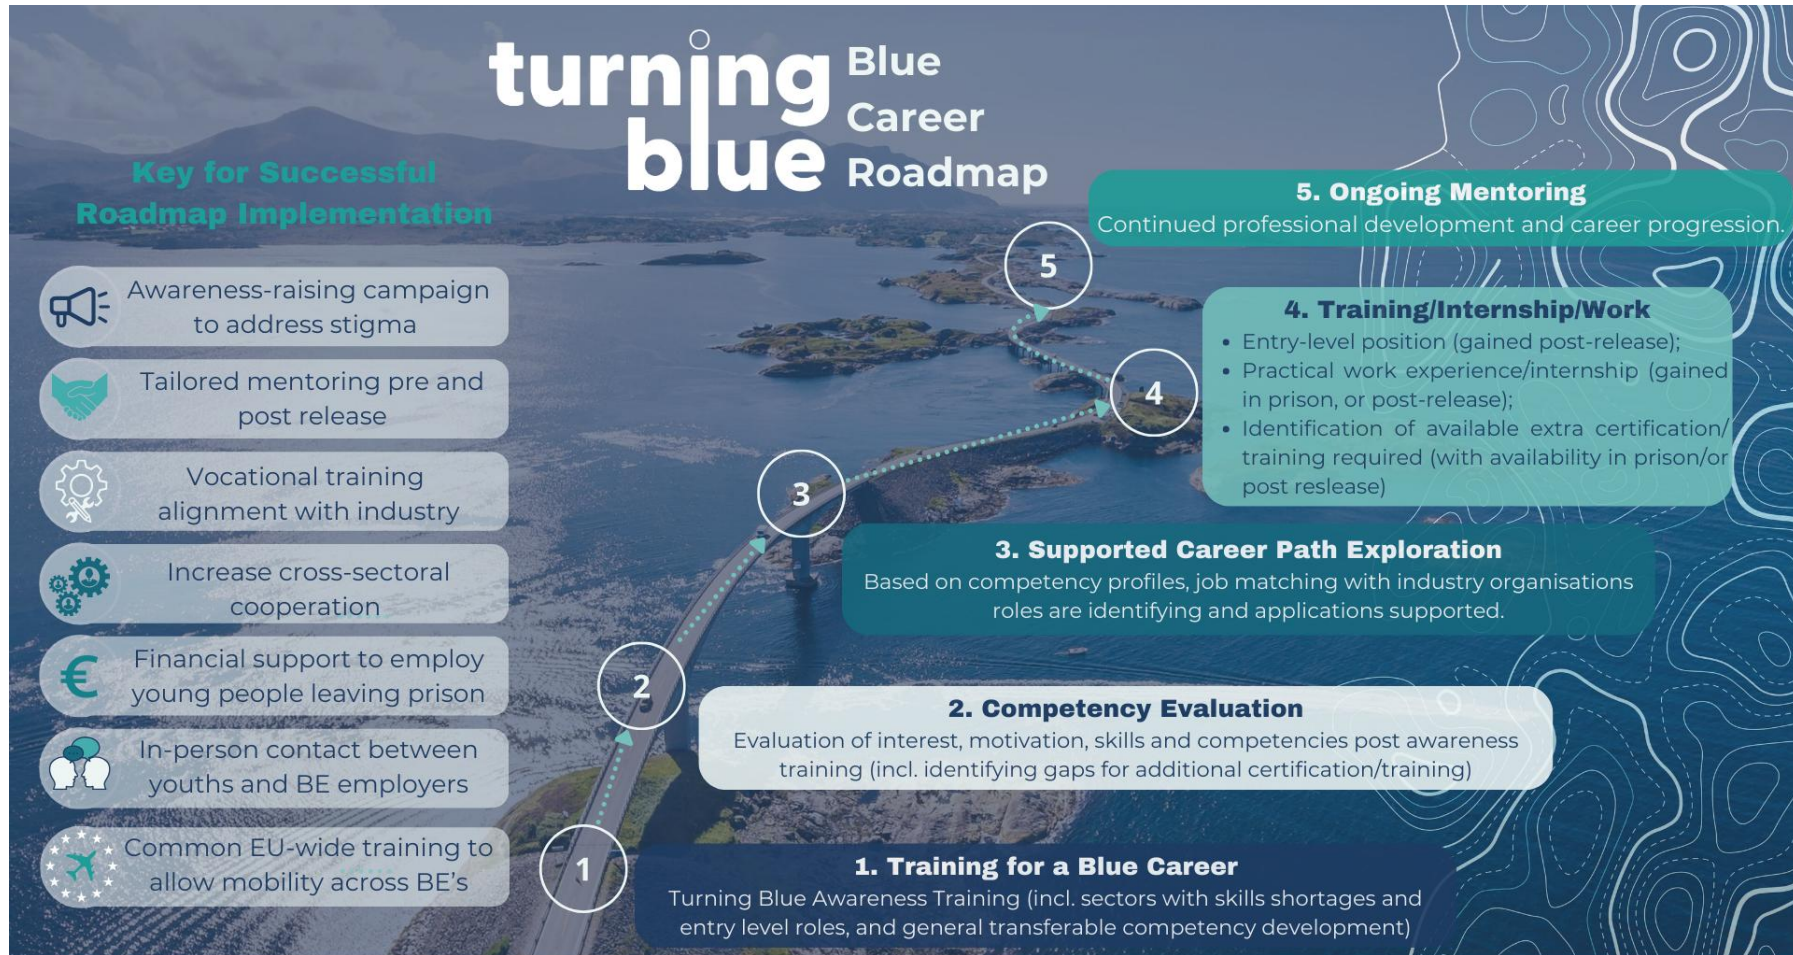 turning
blue
Blue
Career
Roadmap
Key for Successful
Roadmap Implementation
Awareness-raising campaign
to address stigma
Tailored mentoring pre and
post release
Vocational training
alignment with industry
Increase cross-sectoral
cooperation
€
Financial support to employ
young people leaving prison
In-person contact between
youths and BE employers
Common EU-wide training to
allow mobility across BE's
5
5. Ongoing Mentoring
Continued professional development and career progression.
4
4. Training/Internship/Work
• Entry-level position (gained post-release);
• Practical work experience/internship (gained
in prison, or post-release);
• Identification of available extra certification/
training required (with availability in prison/or
post reslease)
3
3. Supported Career Path Exploration
Based on competency profiles, job matching with industry organisations
roles are identifying and applications supported.
2
2. Competency Evaluation
Evaluation of interest, motivation, skills and competencies post awareness
training (incl. identifying gaps for additional certification/training)
1
1. Training for a Blue Career
Turning Blue Awareness Training (incl. sectors with skills shortages and
entry level roles, and general transferable competency development)